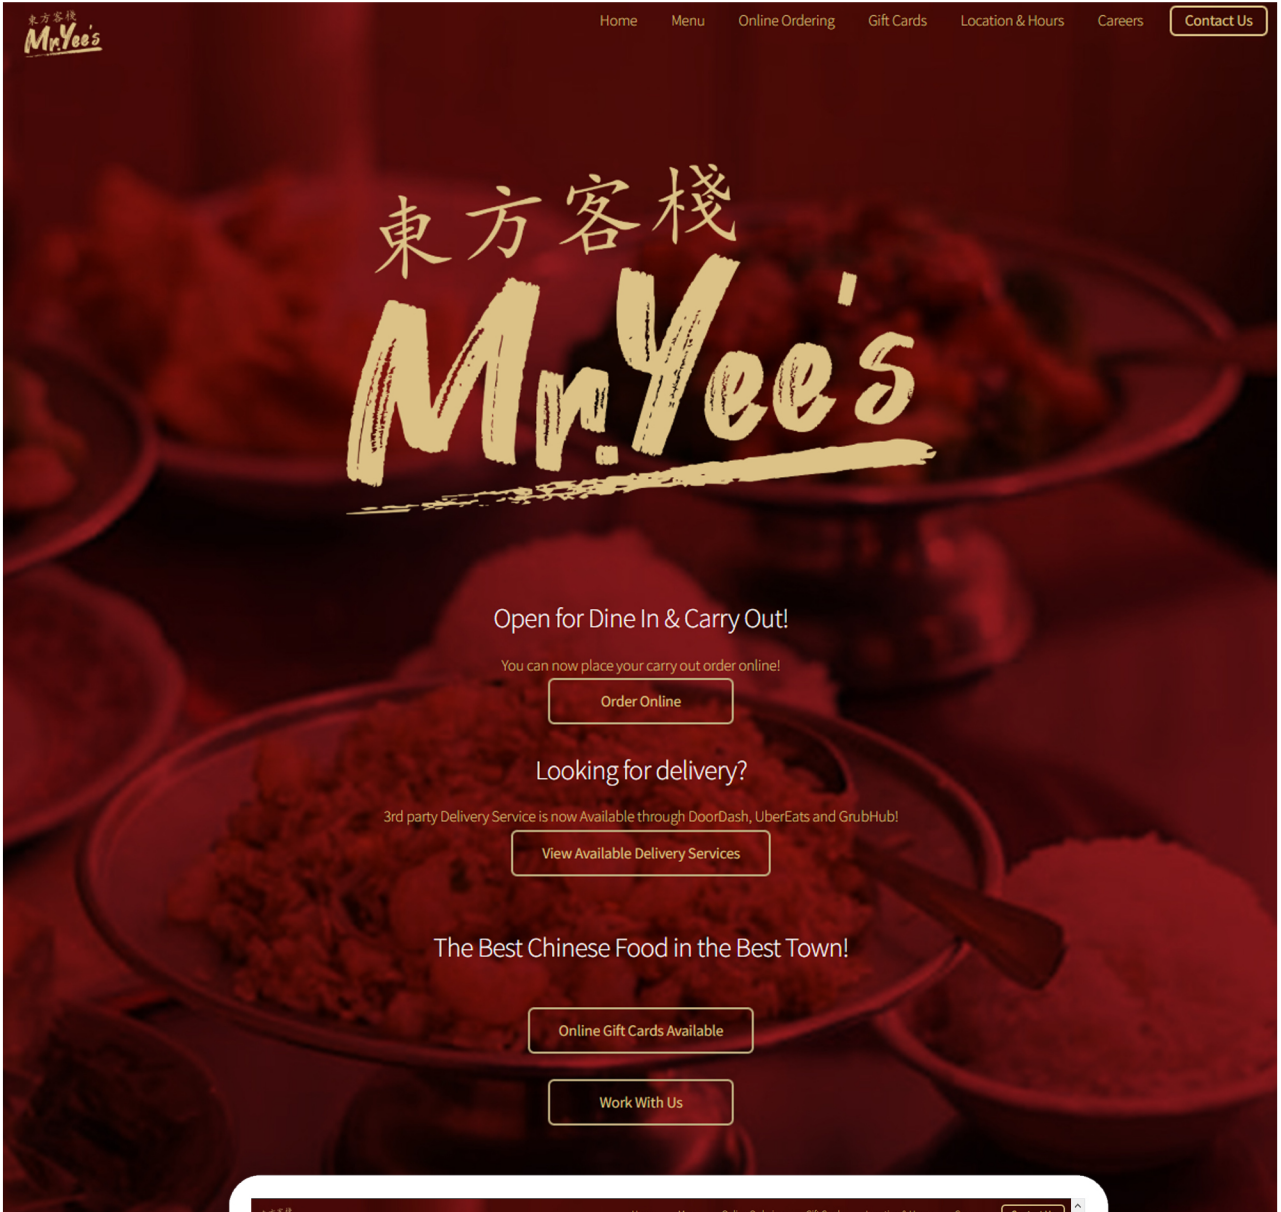 東方客棧
Mr.Yee's
Home Menu Online Ordering Gift Cards Location & Hours Careers Contact Us
東方客棧
Mr.Yee's
Open for Dine In & Carry Out!
You can now place your carry out order online!
Order Online
Looking for delivery?
3rd party Delivery Service is now Available through DoorDash, UberEats and GrubHub!
View Available Delivery Services
The Best Chinese Food in the Best Town!
Online Gift Cards Available
Work With Us